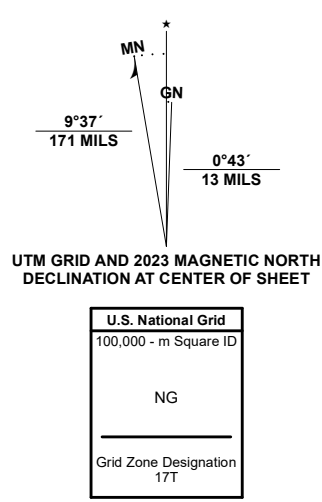 MN
GN
9°37´
171 MILS
0°43´
13 MILS
UTM GRID AND 2023 MAGNETIC NORTH
DECLINATION AT CENTER OF SHEET
U.S. National Grid
100,000 - m Square ID
NG
Grid Zone Designation
17T